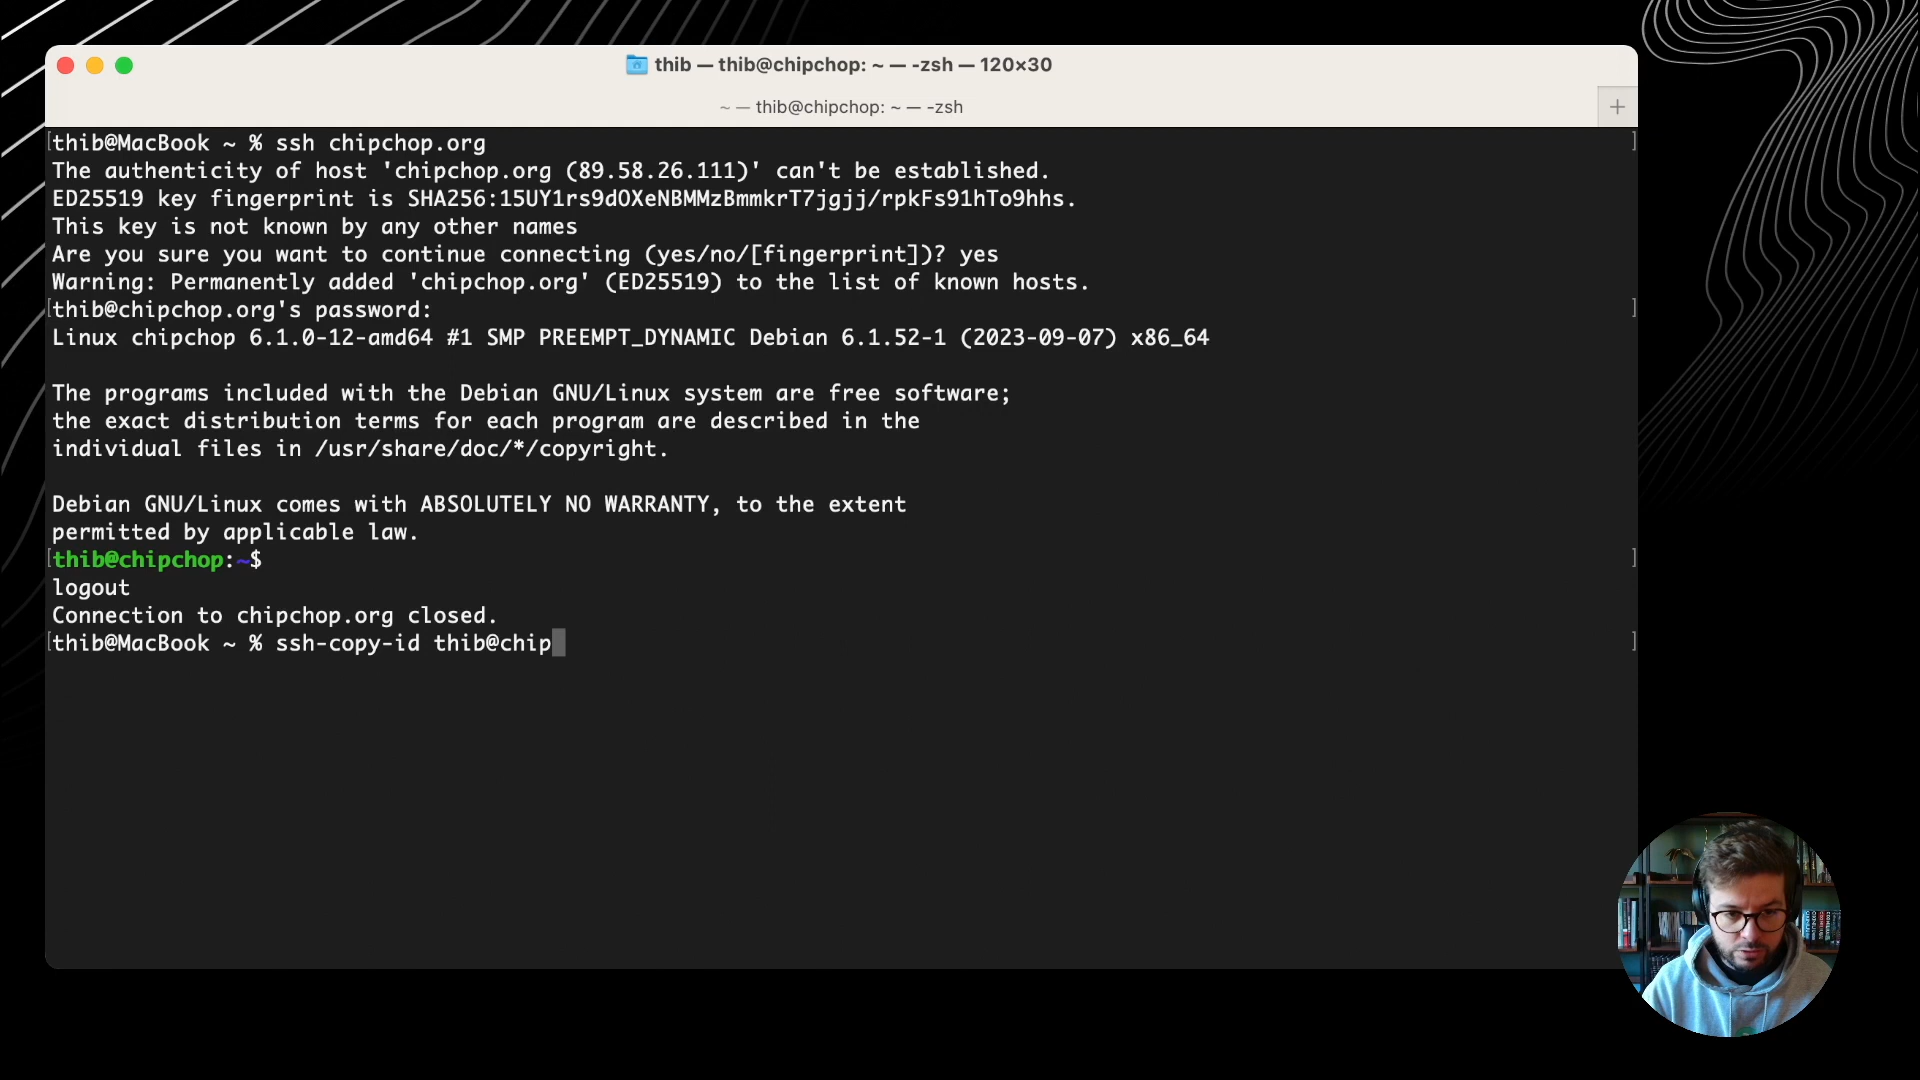 thib — thib@chipchop: ~ — -zsh — 120×30
~ — thib@chipchop: ~ — -zsh
thib@MacBook ~ % ssh chipchop.org
The authenticity of host 'chipchop.org (89.58.26.111)' can't be established.
ED25519 key fingerprint is SHA256:15UY1rs9dOXeNBMMzBmmkrT7jgjj/rpkFs91hTo9hhs.
This key is not known by any other names
Are you sure you want to continue connecting (yes/no/[fingerprint])? yes
Warning: Permanently added 'chipchop.org' (ED25519) to the list of known hosts.
thib@chipchop.org's password:
Linux chipchop 6.1.0-12-amd64 #1 SMP PREEMPT_DYNAMIC Debian 6.1.52-1 (2023-09-07) x86_64
The programs included with the Debian GNU/Linux system are free software;
the exact distribution terms for each program are described in the
individual files in /usr/share/doc/*/copyright.
Debian GNU/Linux comes with ABSOLUTELY NO WARRANTY, to the extent
permitted by applicable law.
thib@chipchop:~$
logout
Connection to chipchop.org closed.
thib@MacBook ~ % ssh-copy-id thib@chip